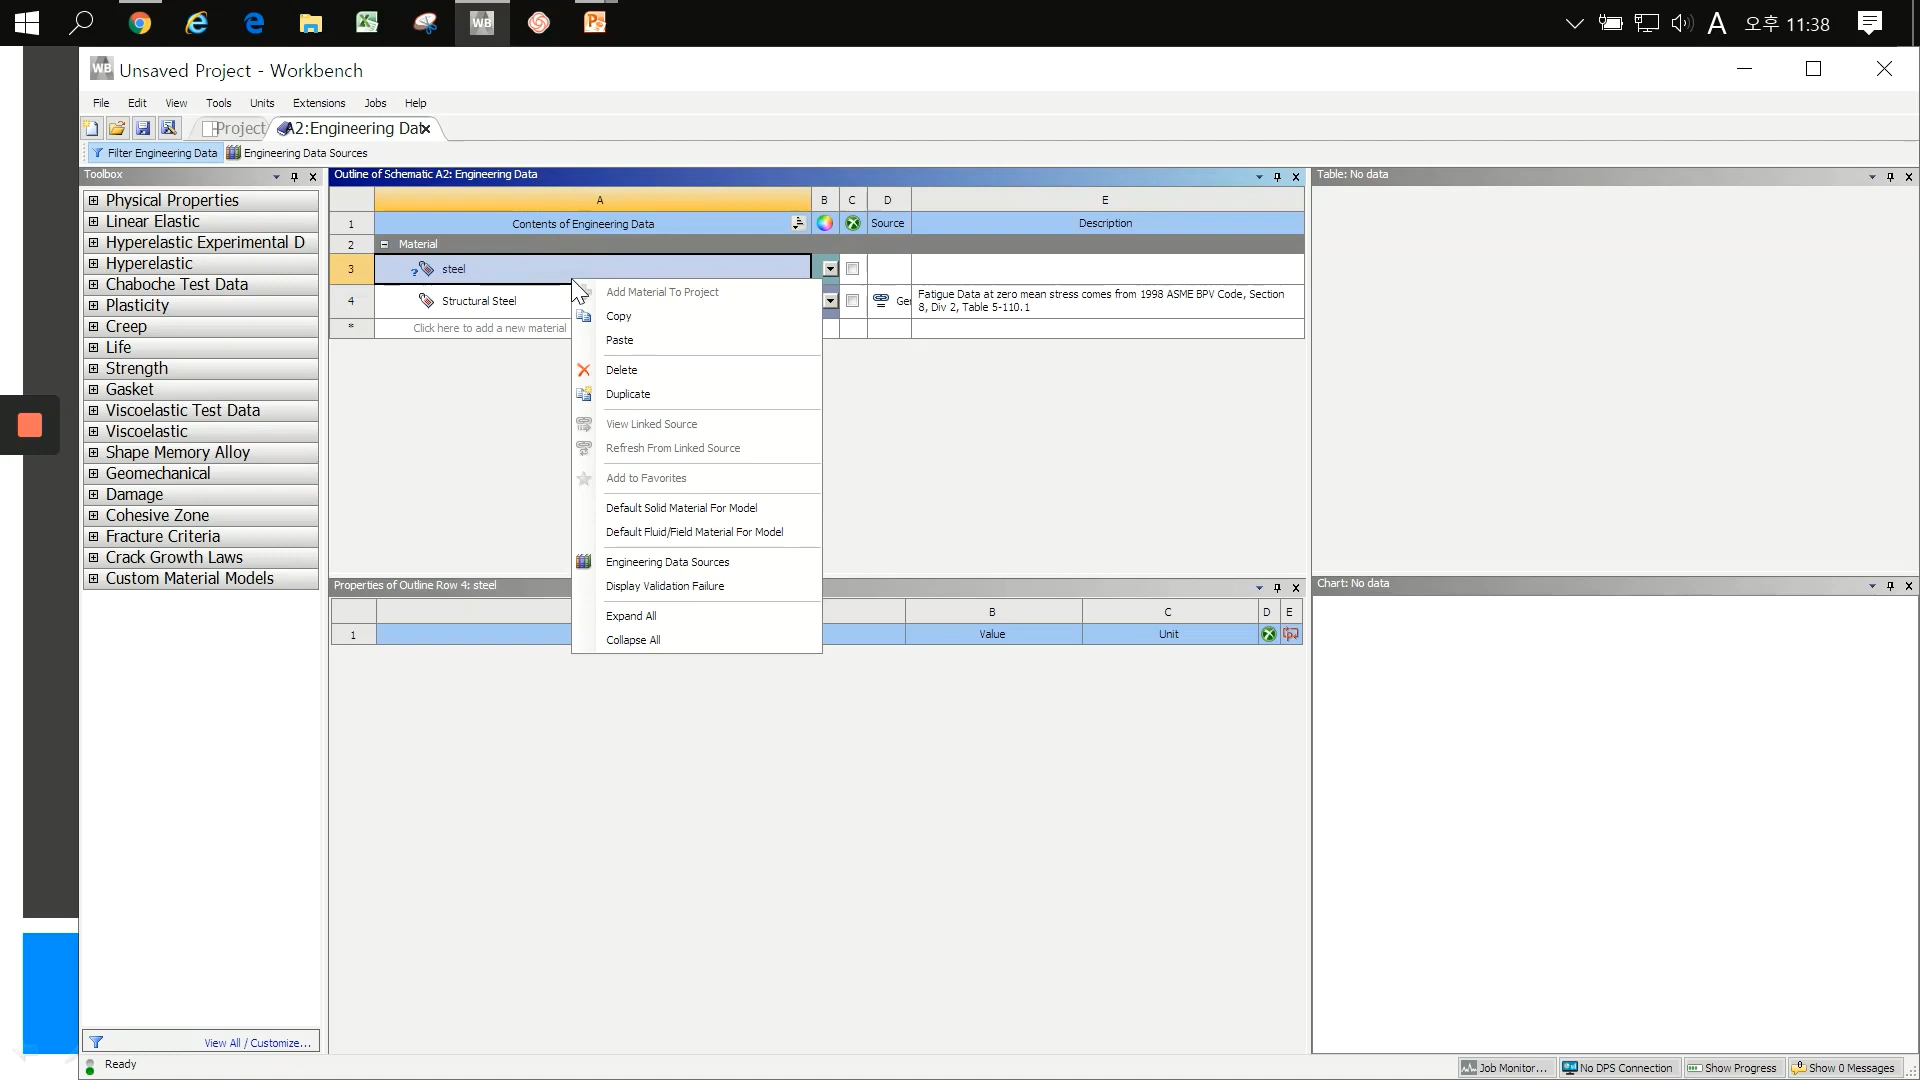 WB
A 오후 11:38
WB Unsaved Project - Workbench
File Edit View Tools Units Extensions Jobs Help
Project A2:Engineering Dat
Filter Engineering Data Engineering Data Sources
Toolbox
Physical Properties
Linear Elastic
Hyperelastic Experimental D
Hyperelastic
Chaboche Test Data
Plasticity
Creep
Life
Strength
Gasket
Viscoelastic Test Data
Viscoelastic
Shape Memory Alloy
Geomechanical
Damage
Cohesive Zone
Fracture Criteria
Crack Growth Laws
Custom Material Models
View All / Customize...
Outline of Schematic A2: Engineering Data
A B C D E
1 Contents of Engineering Data Source Description
2 Material
3 ? steel
4 Structural Steel Ge Fatigue Data at zero mean stress comes from 1998 ASME BPV Code, Section
8, Div 2, Table 5-110.1
* Click here to add a new material
Add Material To Project
Copy
Paste
Delete
Duplicate
View Linked Source
Refresh From Linked Source
Add to Favorites
Default Solid Material For Model
Default Fluid/Field Material For Model
Engineering Data Sources
Display Validation Failure
Expand All
Collapse All
Properties of Outline Row 4: steel
B C D E
1 Value Unit
Table: No data
Chart: No data
Ready
Job Monitor... No DPS Connection Show Progress Show 0 Messages